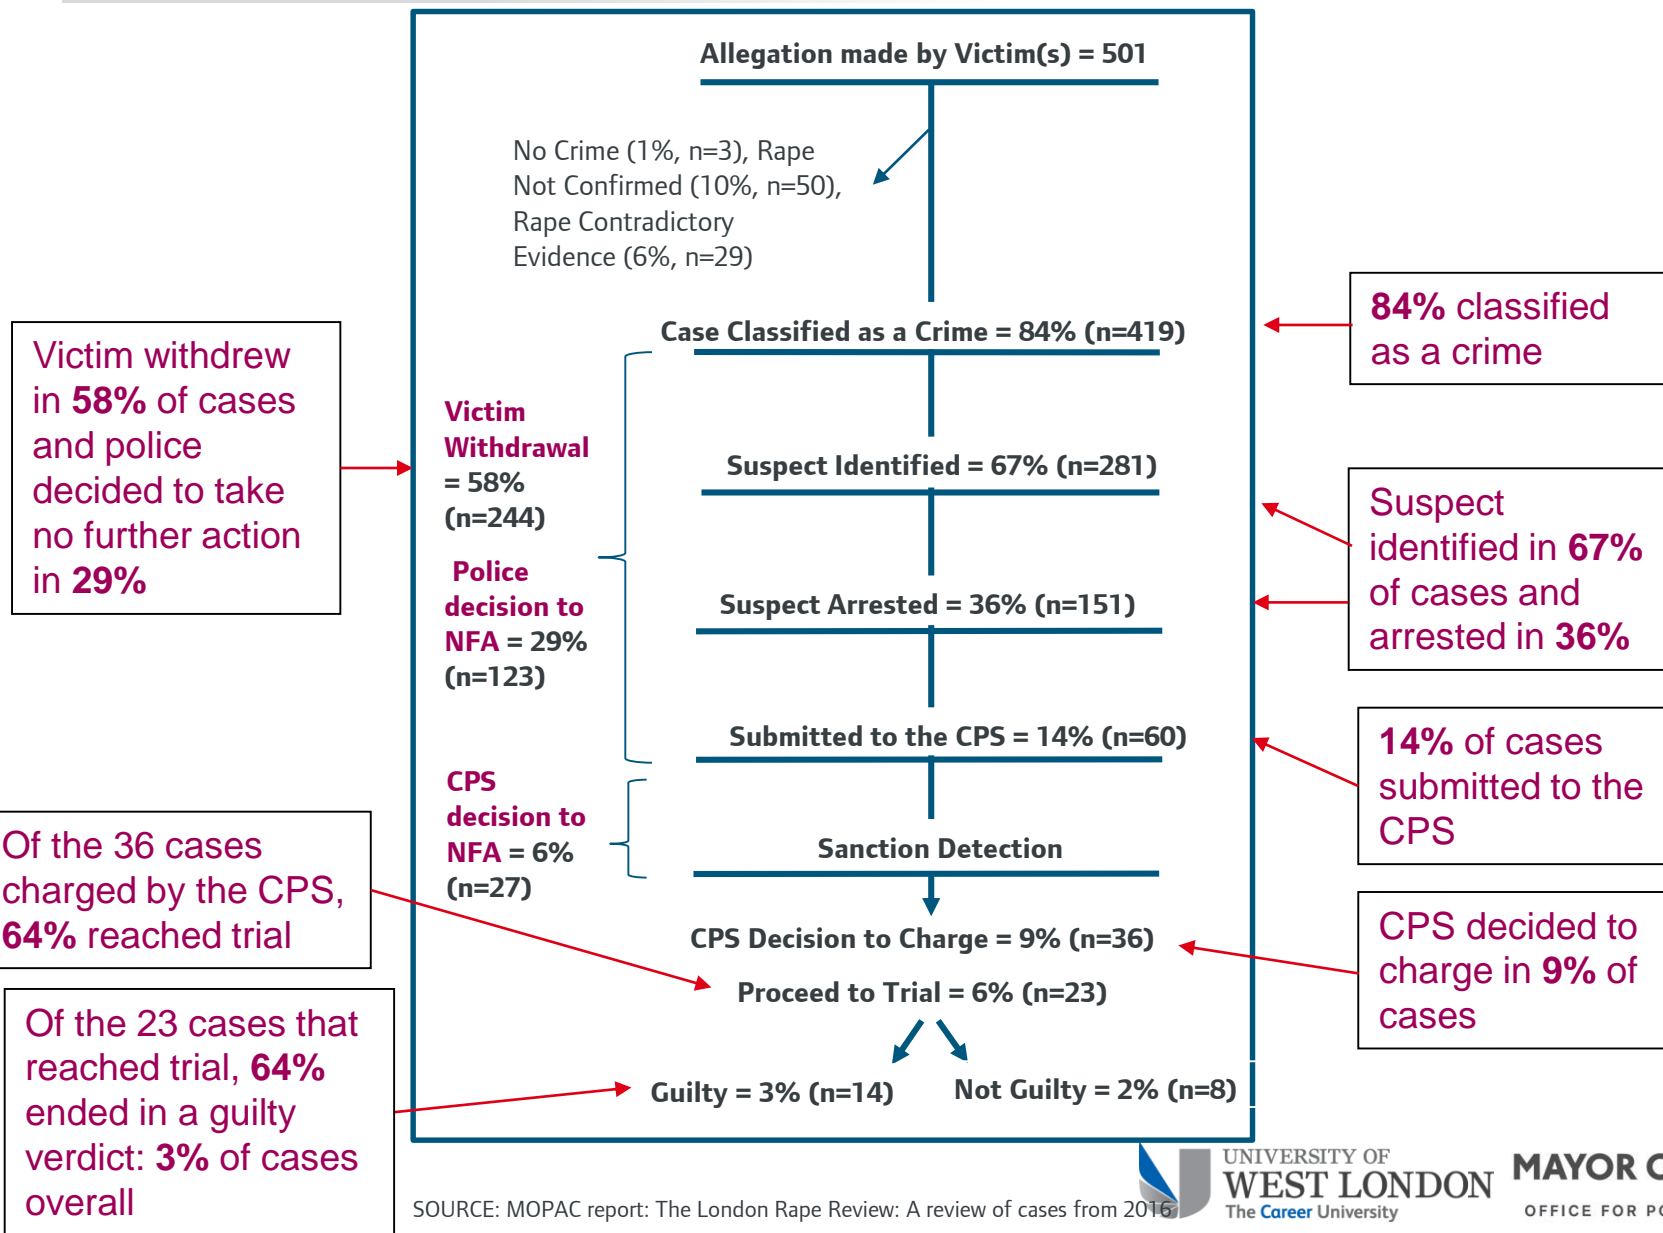 Allegation made by Victim(s) = 501
No Crime (1%, n=3), Rape
Not Confirmed (10%, n=50),
Rape Contradictory
Evidence (6%, n=29)
Case Classified as a Crime = 84% (n=419)
84% classified
as a crime
Victim withdrew
in 58% of cases
and police
decided to take
no further action
in 29%
Victim
Withdrawal
= 58%
(n=244)
Suspect Identified = 67% (n=281)
Suspect
identified in 67%
of cases and
arrested in 36%
Police
decision to
NFA = 29%
(n=123)
Suspect Arrested = 36% (n=151)
Submitted to the CPS = 14% (n=60)
14% of cases
submitted to the
CPS
CPS
decision to
NFA = 6%
(n=27)
Sanction Detection
Of the 36 cases
charged by the CPS,
64% reached trial
CPS Decision to Charge = 9% (n=36)
CPS decided to
charge in 9% of
cases
Proceed to Trial = 6% (n=23)
Of the 23 cases that
reached trial, 64%
ended in a guilty
verdict: 3% of cases
overall
Guilty = 3% (n=14)
Not Guilty = 2% (n=8)
SOURCE: MOPAC report: The London Rape Review: A review of cases from 2016
UNIVERSITY OF
WEST LONDON
The Career University
MAYOR
OFFICE FOR